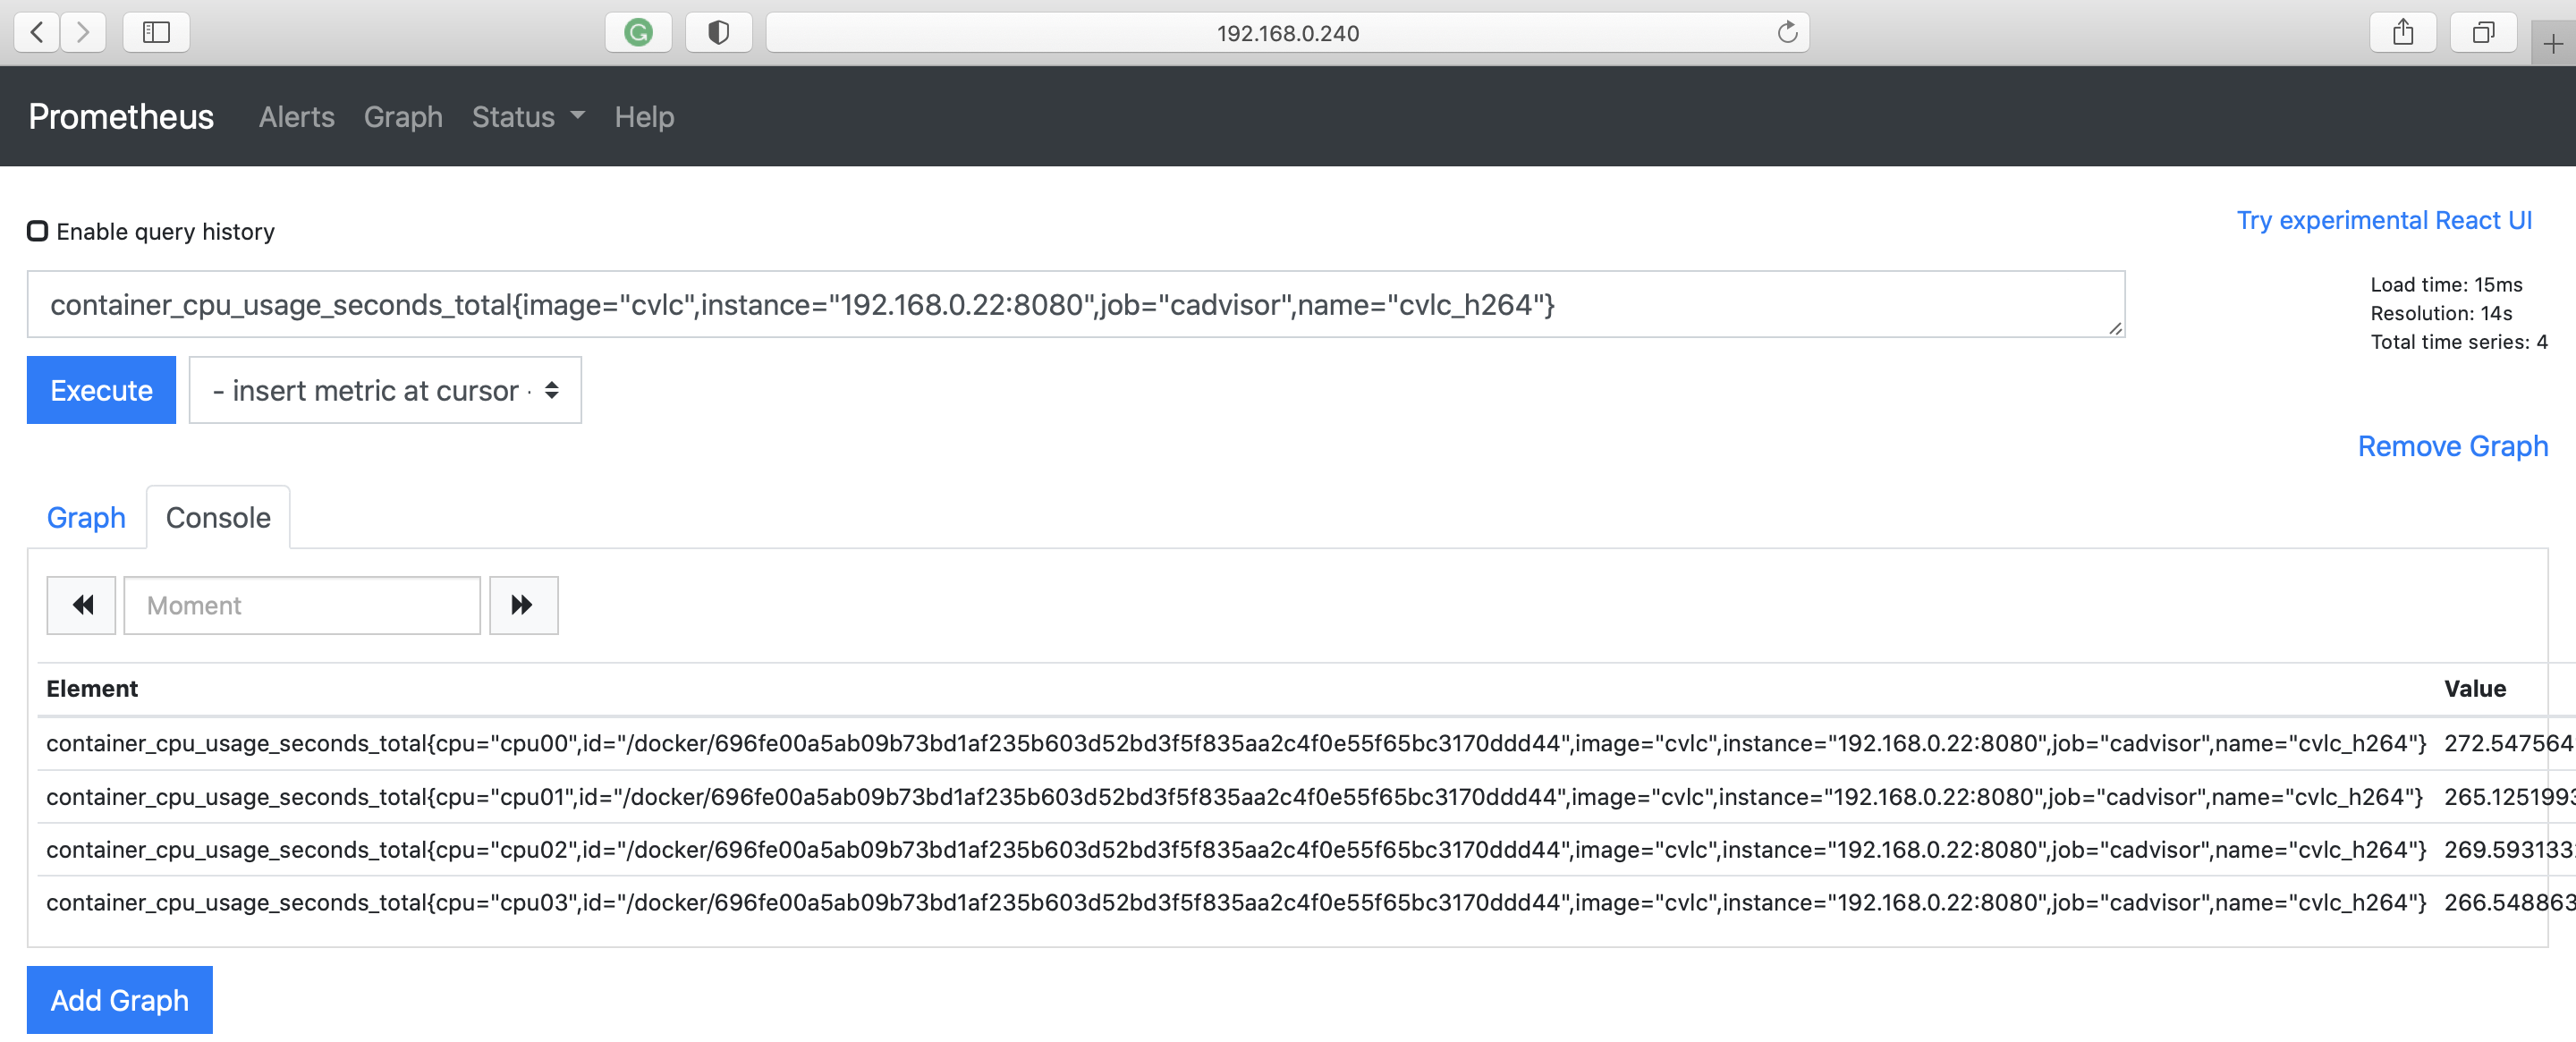 192.168.0.240
Prometheus Alerts Graph Status Help
Enable query history
Try experimental React UI
container_cpu_usage_seconds_total{image="cvlc",instance="192.168.0.22:8080",job="cadvisor",name="cvlc_h264"}
Load time: 15ms
Resolution: 14s
Total time series: 4
Execute - insert metric at cursor -
Remove Graph
Graph Console
Moment
Element Value
container_cpu_usage_seconds_total{cpu="cpu00",id="/docker/696fe00a5ab09b73bd1af235b603d52bd3f5f835aa2c4f0e55f65bc3170ddd44",image="cvlc",instance="192.168.0.22:8080",job="cadvisor",name="cvlc_h264"} 272.547564
container_cpu_usage_seconds_total{cpu="cpu01",id="/docker/696fe00a5ab09b73bd1af235b603d52bd3f5f835aa2c4f0e55f65bc3170ddd44",image="cvlc",instance="192.168.0.22:8080",job="cadvisor",name="cvlc_h264"} 265.1251993
container_cpu_usage_seconds_total{cpu="cpu02",id="/docker/696fe00a5ab09b73bd1af235b603d52bd3f5f835aa2c4f0e55f65bc3170ddd44",image="cvlc",instance="192.168.0.22:8080",job="cadvisor",name="cvlc_h264"} 269.593133
container_cpu_usage_seconds_total{cpu="cpu03",id="/docker/696fe00a5ab09b73bd1af235b603d52bd3f5f835aa2c4f0e55f65bc3170ddd44",image="cvlc",instance="192.168.0.22:8080",job="cadvisor",name="cvlc_h264"} 266.548863
Add Graph